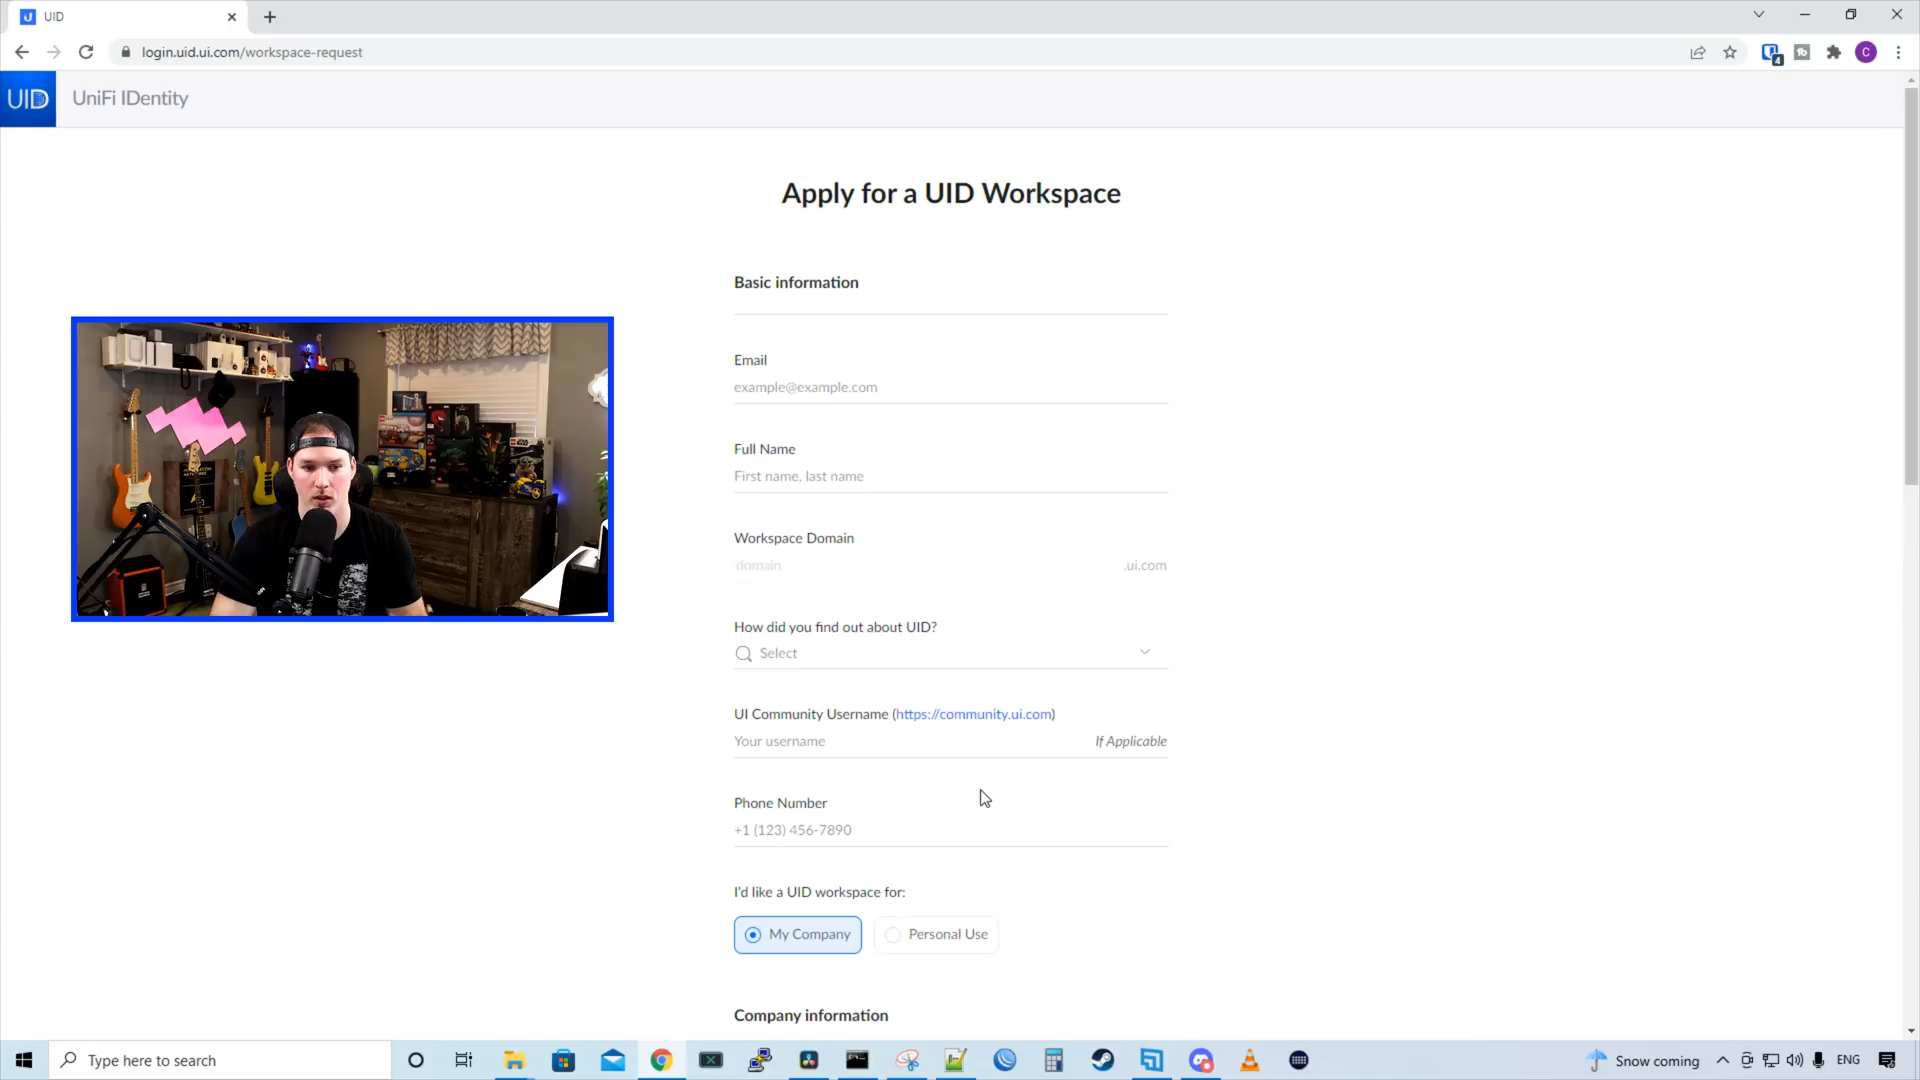 UID
login.uid.ui.com/workspace-request
4
C
UID
UniFi IDentity
Apply for a UID Workspace
Basic information
Email
example@example.com
Full Name
First name, last name
Workspace Domain
domain
.ui.com
How did you find out about UID?
Select
UI Community Username (https://community.ui.com)
Your username
If Applicable
Phone Number
+1 (123) 456-7890
I'd like a UID workspace for:
My Company
Personal Use
Company information
Type here to search
Snow coming
ENG